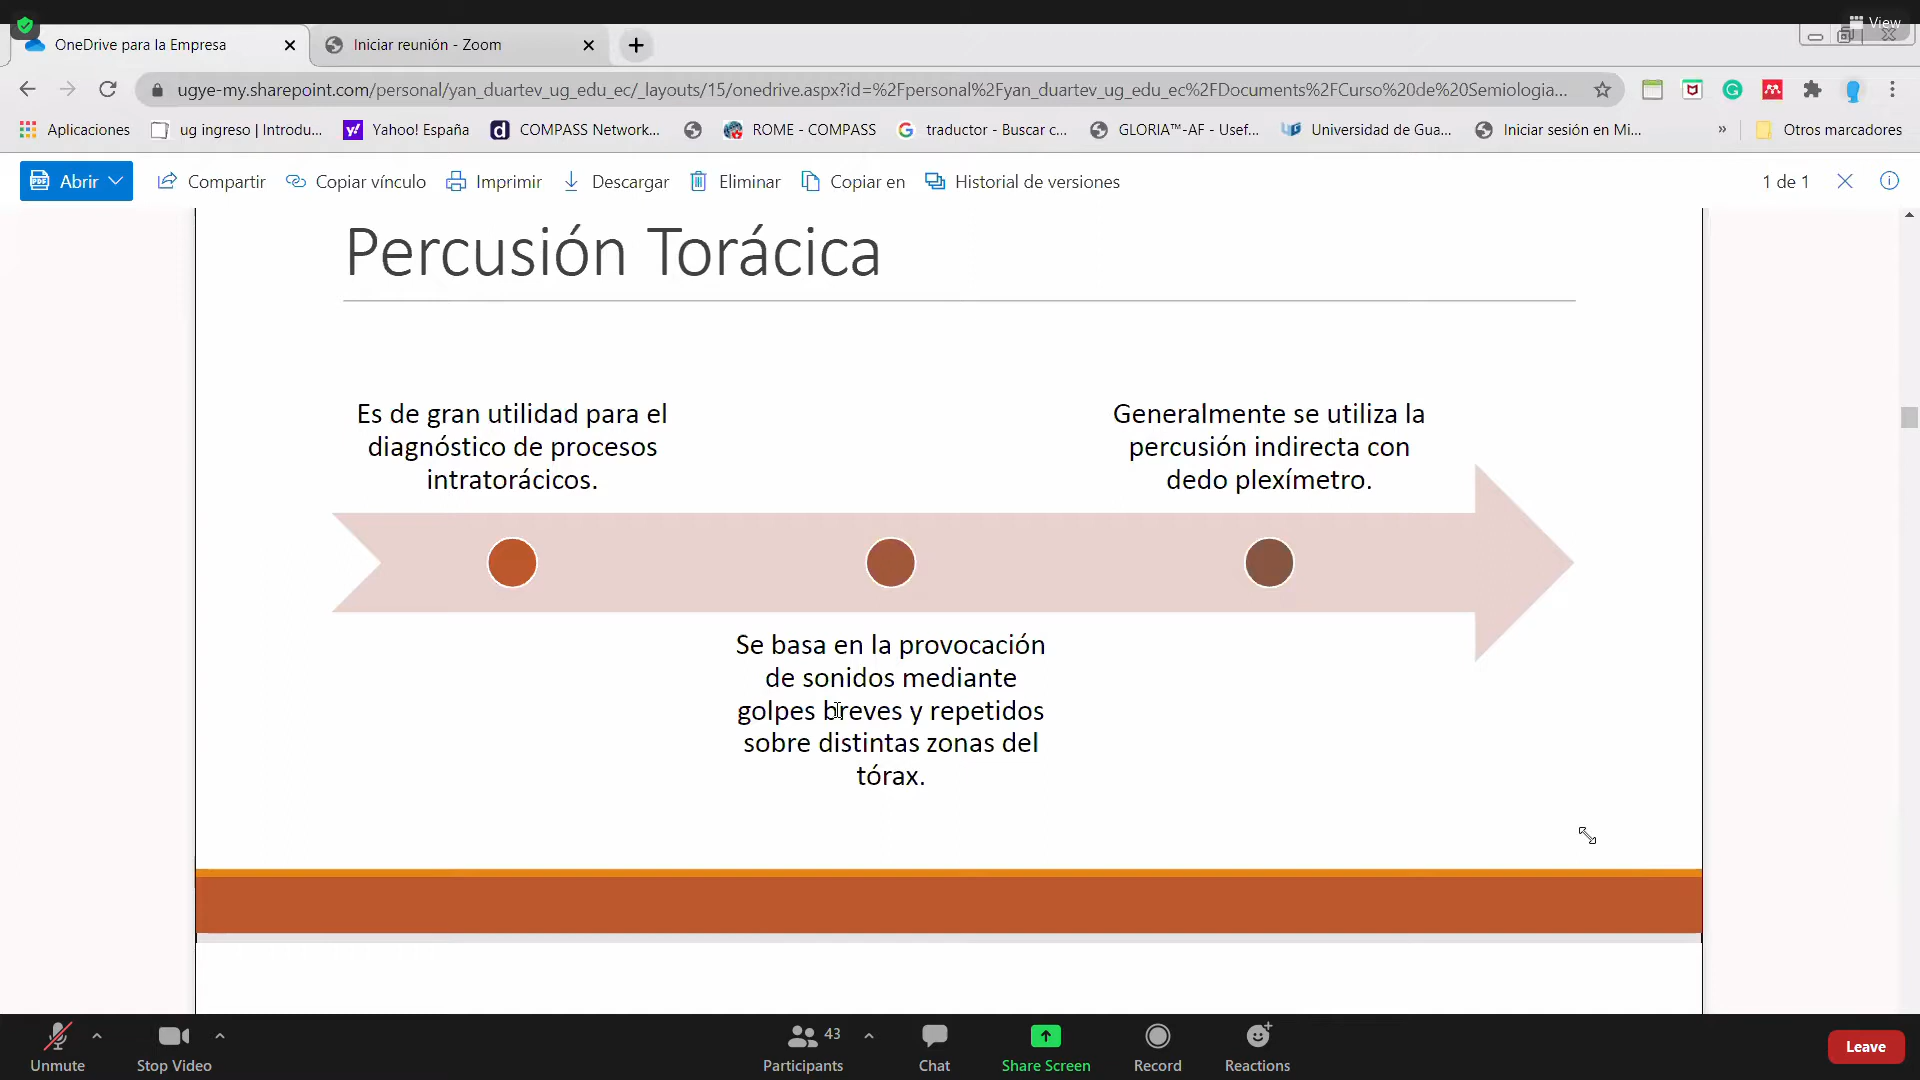 View
OneDrive para la Empresa
Iniciar reunión - Zoom
ugye-my.sharepoint.com/personal/yan_duartev_ug_edu_ec/_layouts/15/onedrive.aspx?id=%2Fpersonal%2Fyan_duartev_ug_edu_ec%2FDocuments%2FCurso%20de%20Semiologia...
Aplicaciones
ug ingreso | Introdu...
Yahoo! España
COMPASS Network...
ROME - COMPASS
traductor - Buscar c...
GLORIA™-AF - Usef...
Universidad de Gua...
Iniciar sesión en Mi...
»
Otros marcadores
Abrir
Compartir
Copiar vínculo
Imprimir
Descargar
Eliminar
Copiar en
Historial de versiones
1 de 1
Percusión Torácica
Es de gran utilidad para el
diagnóstico de procesos
intratorácicos.
Generalmente se utiliza la
percusión indirecta con
dedo plexímetro.
Se basa en la provocación
de sonidos mediante
golpes breves y repetidos
sobre distintas zonas del
tórax.
Unmute
Stop Video
43
Participants
Chat
Share Screen
Record
Reactions
Leave